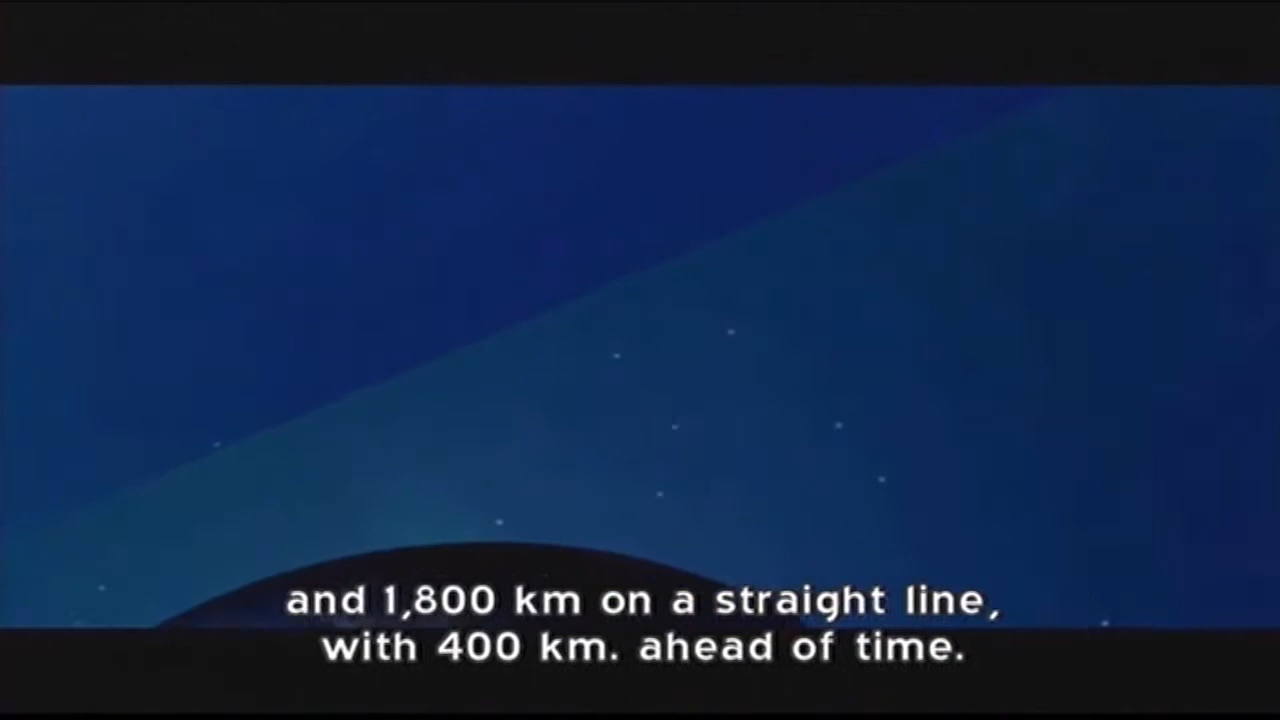 and 1,800 km on a straight line,
with 400 km. ahead of time.